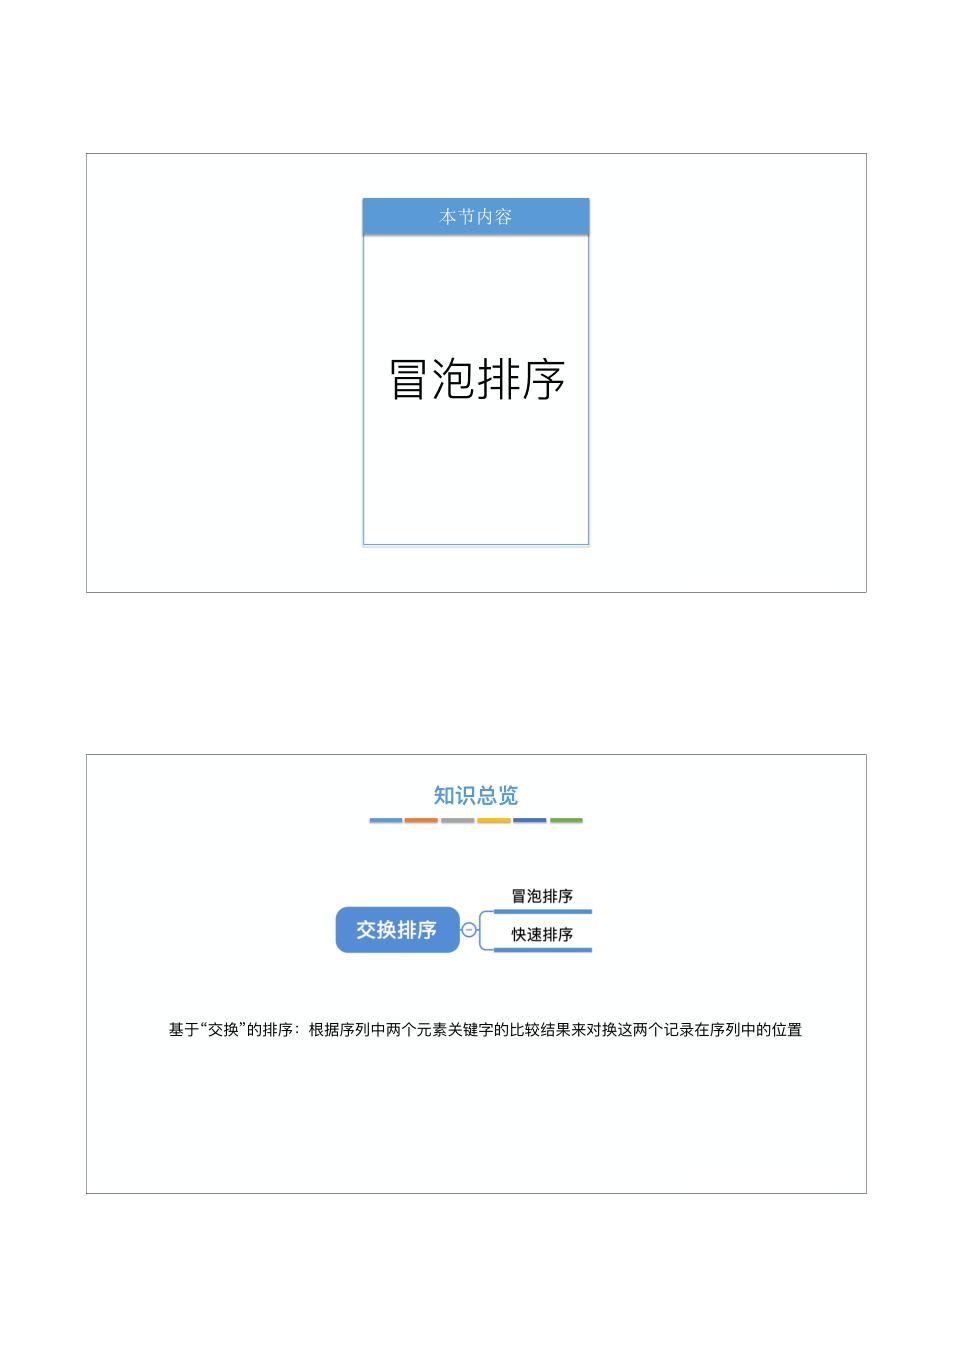 本节内容
冒泡排序
知识总览
交换排序
冒泡排序
快速排序
基于“交换”的排序：根据序列中两个元素关键字的比较结果来对换这两个记录在序列中的位置